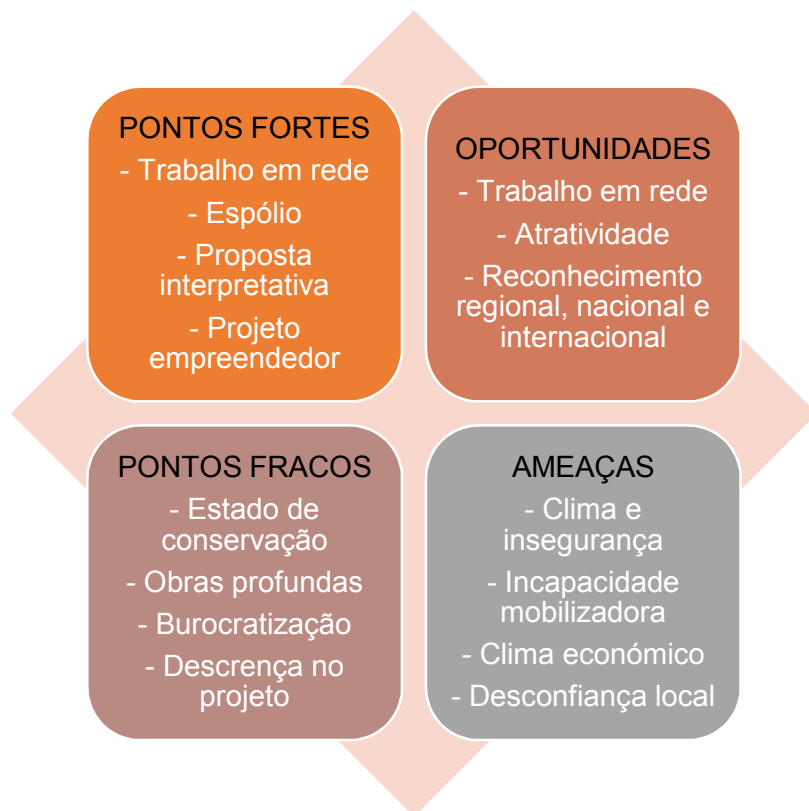 PONTOS FORTES
- Trabalho em rede
- Espólio
- Proposta
interpretativa
- Projeto
empreendedor
OPORTUNIDADES
- Trabalho em rede
- Atratividade
- Reconhecimento
regional, nacional e
internacional
PONTOS FRACOS
- Estado de
conservação
- Obras profundas
- Burocratização
- Descrença no
projeto
AMEAÇAS
- Clima e
insegurança
- Incapacidade
mobilizadora
- Clima económico
- Desconfiança local